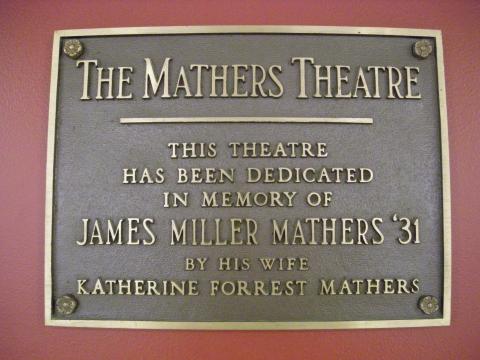 THE MATHERS THEATRE
THIS THEATRE
HAS BEEN DEDICATED
IN MEMORY OF
JAMES MILLER MATHERS '31
BY HIS WIFE
KATHERINE FORREST MATHERS